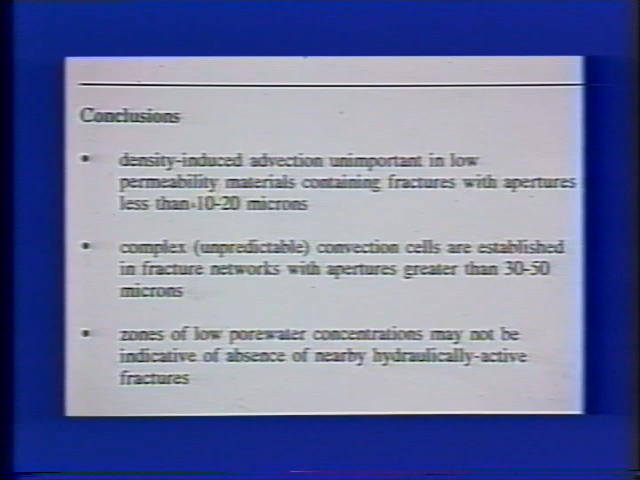 Conclusions
• density-induced advection unimportant in low
permeability materials containing fractures with apertures
less than 10-20 microns
• complex (unpredictable) convection cells are established
in fracture networks with apertures greater than 30-50
microns
• zones of low porewater concentrations may not be
indicative of absence of nearby hydraulically-active
fractures